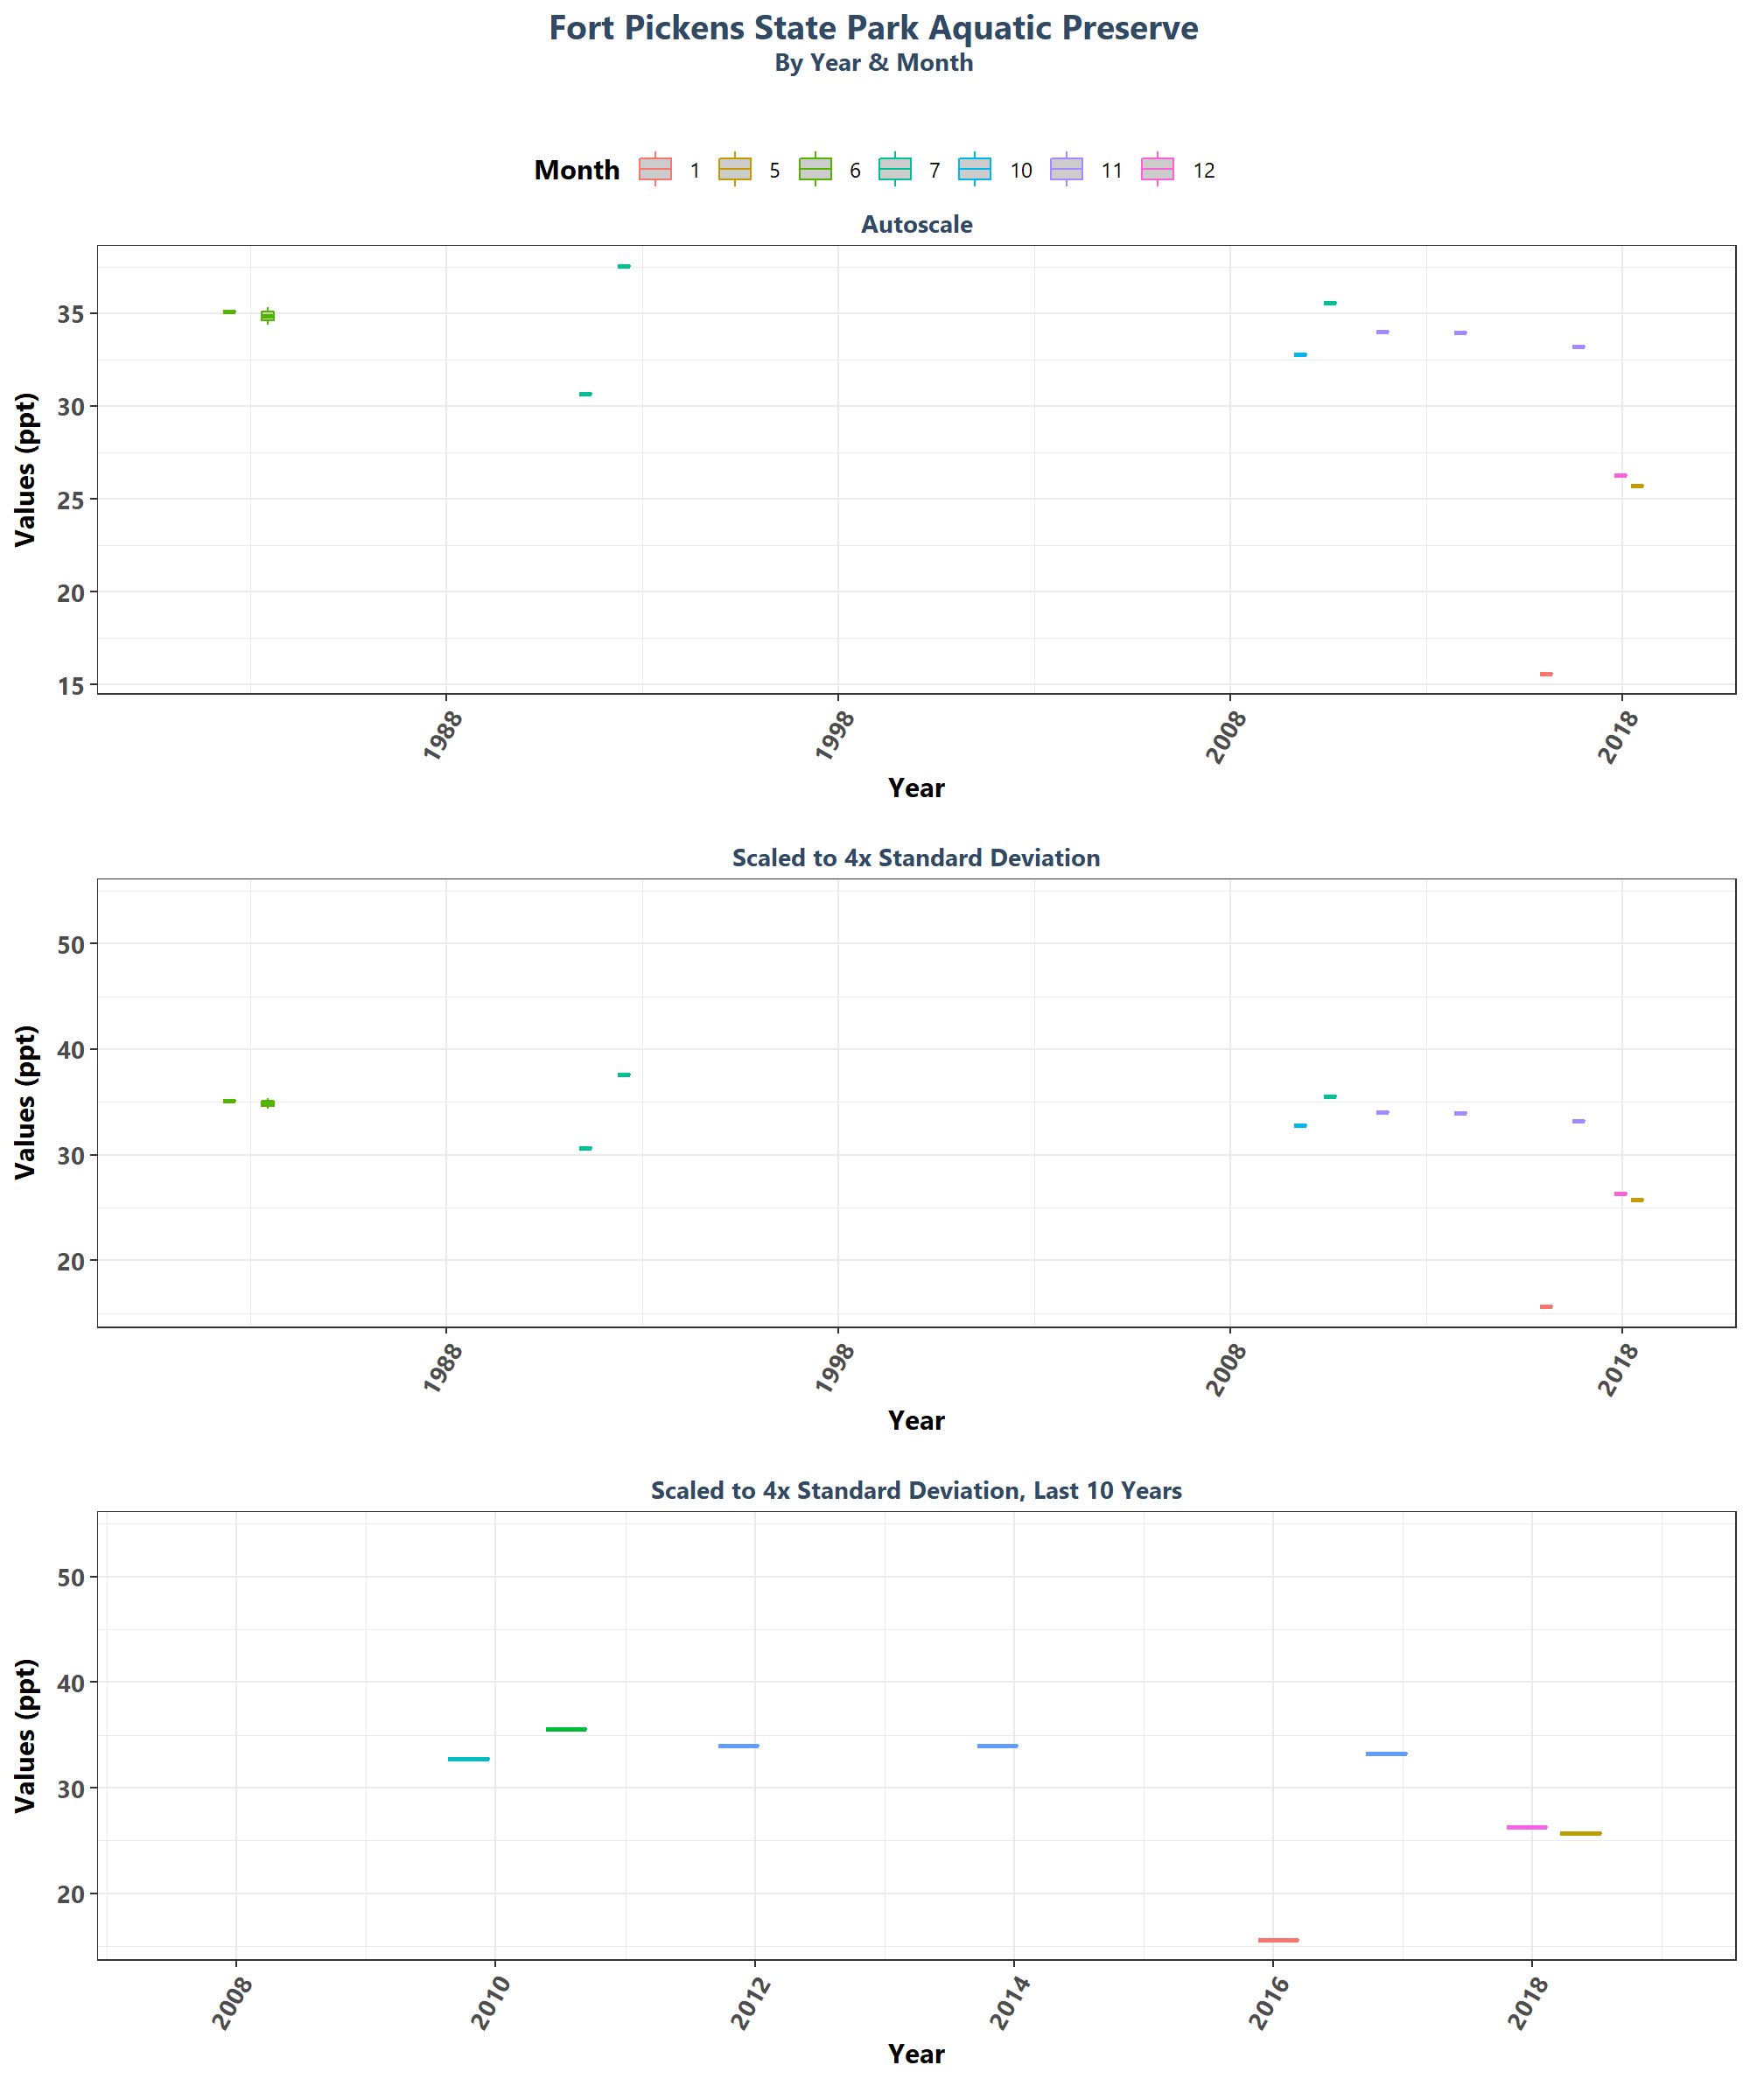 Fort Pickens State Park Aquatic Preserve
By Year & Month
Month 1 5 6 7 10 11 12
Autoscale
Values (ppt)
35
30
25
20
15
1988 1998 2008 2018
Year
Scaled to 4x Standard Deviation
Values (ppt)
50
40
30
20
1988 1998 2008 2018
Year
Scaled to 4x Standard Deviation, Last 10 Years
Values (ppt)
50
40
30
20
2008 2010 2012 2014 2016 2018
Year